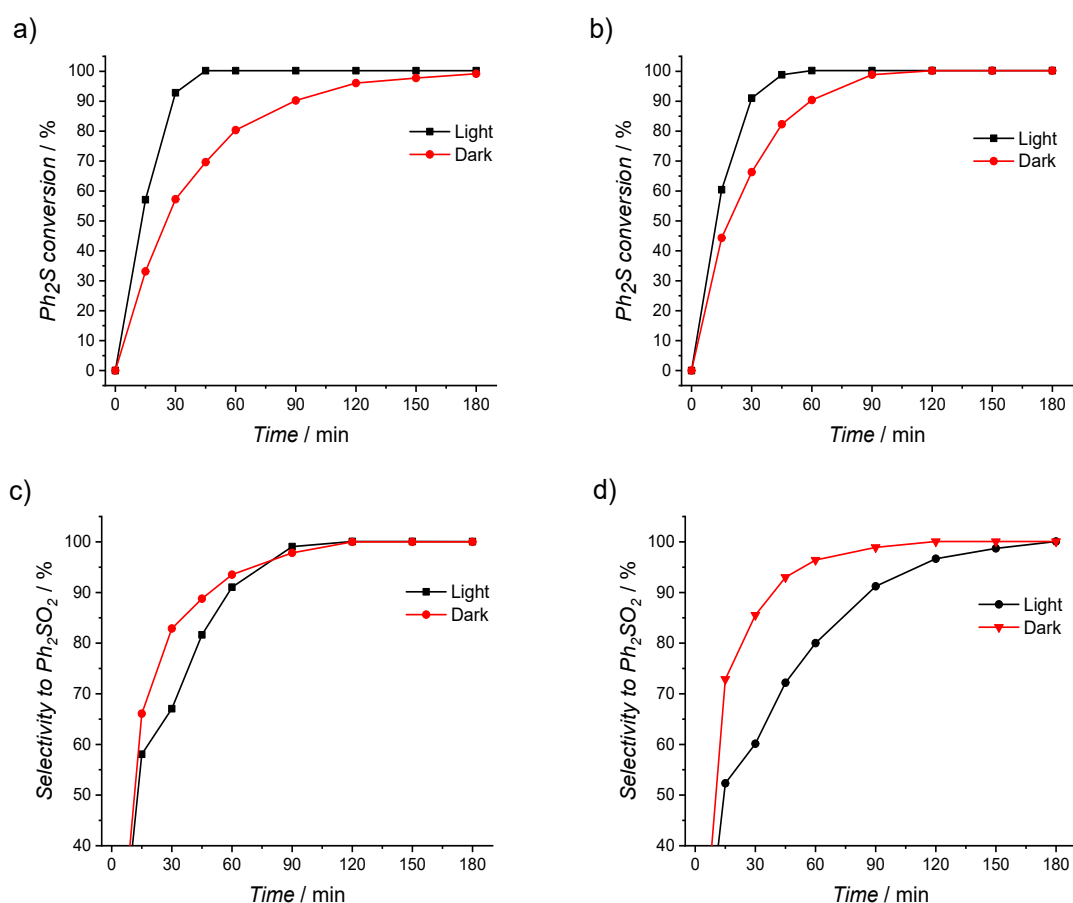 a)
100
90
80
70
60
50
40
30
20
10
0
Ph₂S conversion / %
Light
Dark
0 30 60 90 120 150 180
Time / min
b)
100
90
80
70
60
50
40
30
20
10
0
Ph₂S conversion / %
Light
Dark
0 30 60 90 120 150 180
Time / min
c)
100
90
80
70
60
50
40
Selectivity to Ph₂SO₂ / %
Light
Dark
0 30 60 90 120 150 180
Time / min
d)
100
90
80
70
60
50
40
Selectivity to Ph₂SO₂ / %
Light
Dark
0 30 60 90 120 150 180
Time / min